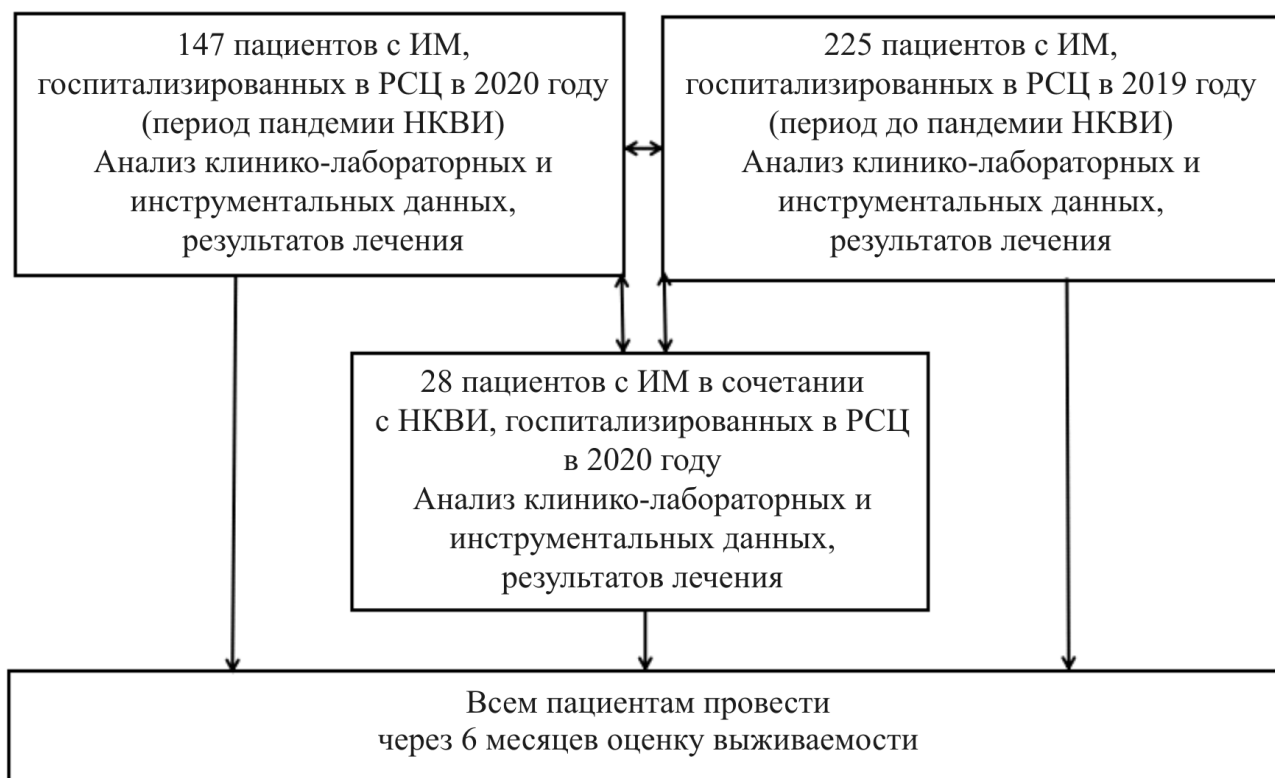 147 пациентов с ИМ,
госпитализированных в РСЦ в 2020 году
(период пандемии НКВИ)
Анализ клинико-лабораторных и
инструментальных данных,
результатов лечения
225 пациентов с ИМ,
госпитализированных в РСЦ в 2019 году
(период до пандемии НКВИ)
Анализ клинико-лабораторных и
инструментальных данных,
результатов лечения
28 пациентов с ИМ в сочетании
с НКВИ, госпитализированных в РСЦ
в 2020 году
Анализ клинико-лабораторных и
инструментальных данных,
результатов лечения
Всем пациентам провести
через 6 месяцев оценку выживаемости